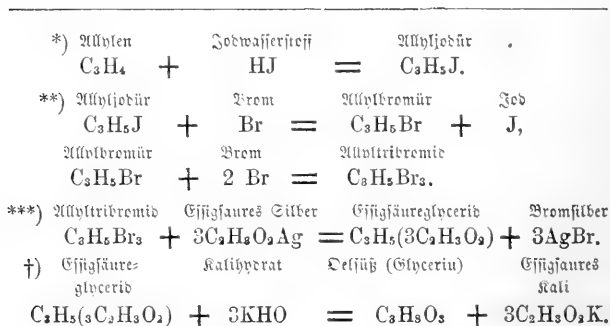 *) Allylen Jodwasserstoff Allyljodür
C₃H₄ + HJ = C₃H₅J.
**) Allyljodür Brom Allylbromür Jod
C₃H₅J + Br = C₃H₅Br + J,
Allylbromür Brom Allyltribromid
C₃H₅Br + 2 Br = C₃H₅Br₃.
***) Allyltribromid Essigsaures Silber Essigsäureglycerid Bromsilber
C₃H₅Br₃ + 3C₂H₃O₂Ag = C₃H₅(3C₂H₃O₂) + 3AgBr.
†) Essigsäure- Kalihydrat Oelsüß (Glycerin) Essigsaures
glycerid Kali
C₃H₅(3C₂H₃O₂) + 3KHO = C₃H₈O₃ + 3C₂H₃O₂K.